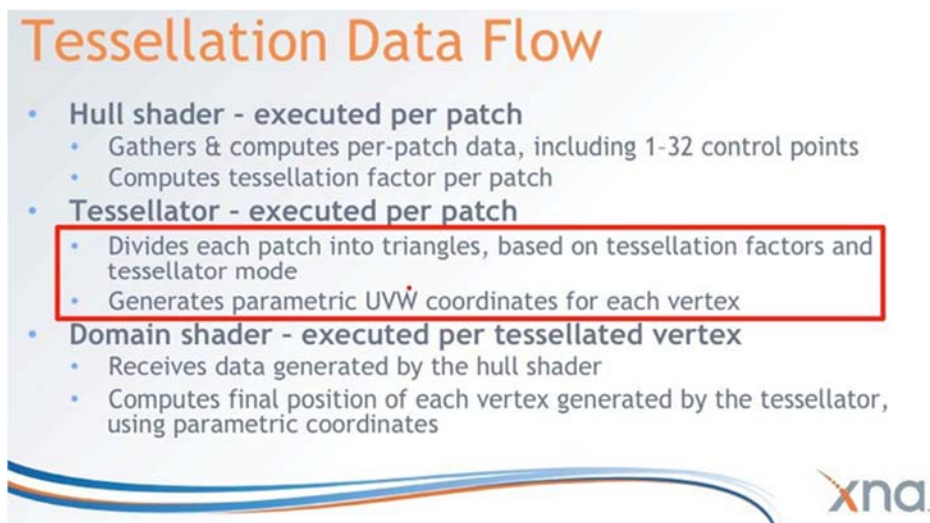 Tessellation Data Flow
• Hull shader – executed per patch
• Gathers & computes per-patch data, including 1–32 control points
• Computes tessellation factor per patch
• Tessellator – executed per patch
• Divides each patch into triangles, based on tessellation factors and
tessellator mode
• Generates parametric UVW coordinates for each vertex
• Domain shader – executed per tessellated vertex
• Receives data generated by the hull shader
• Computes final position of each vertex generated by the tessellator,
using parametric coordinates
xna